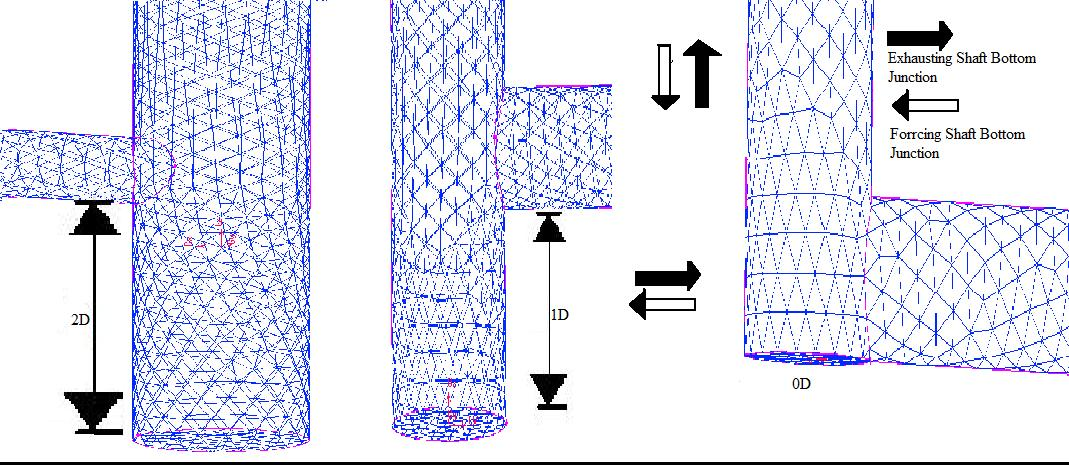 Exhausting Shaft Bottom
Junction
Forrcing Shaft Bottom
Junction
2D
1D
0D